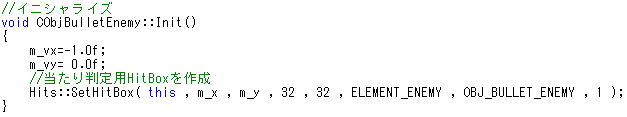 //イニシャライズ
void CObjBulletEnemy::Init()
{
    m_vx=-1.0f;
    m_vy= 0.0f;
    //当たり判定用HitBoxを作成
    Hits::SetHitBox( this , m_x , m_y , 32 , 32 , ELEMENT_ENEMY , OBJ_BULLET_ENEMY , 1 );
}